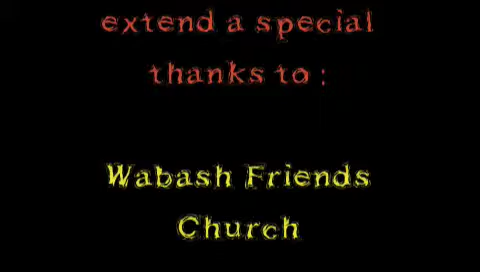 extend a special
thanks to :
Wabash Friends
Church